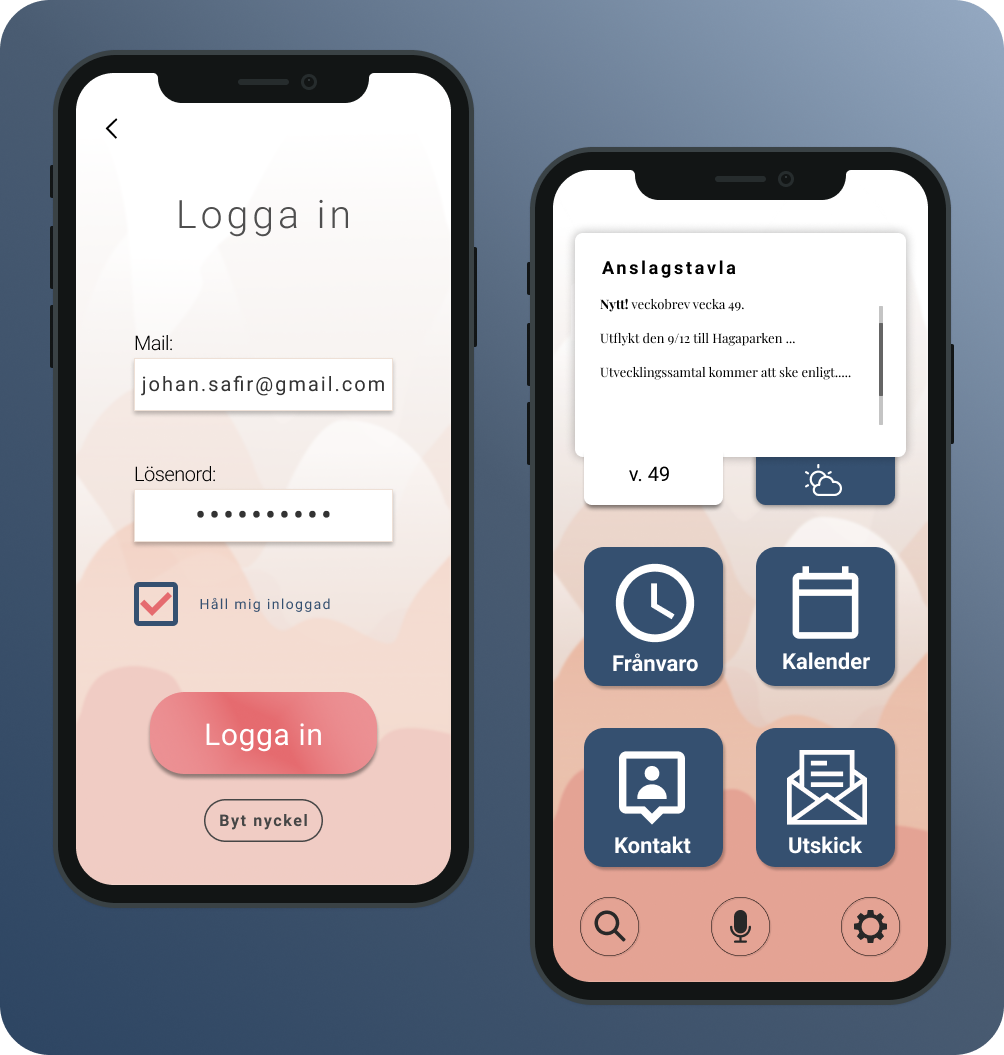 Logga in
Mail:
johan.safir@gmail.com
Lösenord:
••••••••••
Håll mig inloggad
Logga in
Byt nyckel
Anslagstavla
Nytt! veckobrev vecka 49.
Utflykt den 9/12 till Hagaparken ...
Utvecklingssamtal kommer att ske enligt.....
v. 49
Frånvaro
Kalender
Kontakt
Utskick